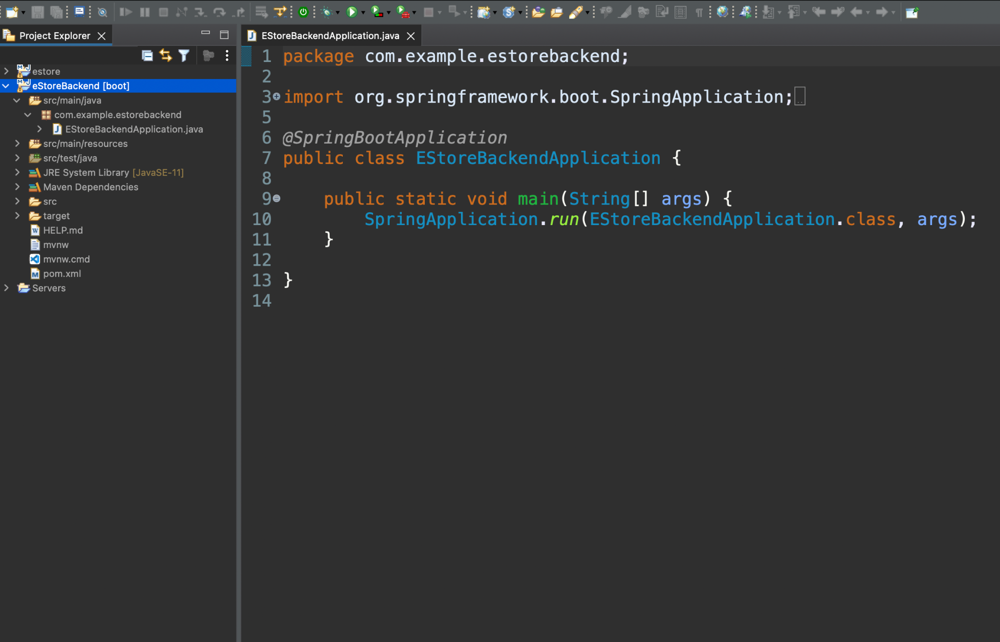 Project Explorer
estore
eStoreBackend [boot]
src/main/java
com.example.estorebackend
EStoreBackendApplication.java
src/main/resources
src/test/java
JRE System Library [JavaSE-11]
Maven Dependencies
src
target
HELP.md
mvnw
mvnw.cmd
pom.xml
Servers
EStoreBackendApplication.java
1 package com.example.estorebackend;
2
3 import org.springframework.boot.SpringApplication;
5
6 @SpringBootApplication
7 public class EStoreBackendApplication {
8
9 public static void main(String[] args) {
10 SpringApplication.run(EStoreBackendApplication.class, args);
11 }
12
13 }
14